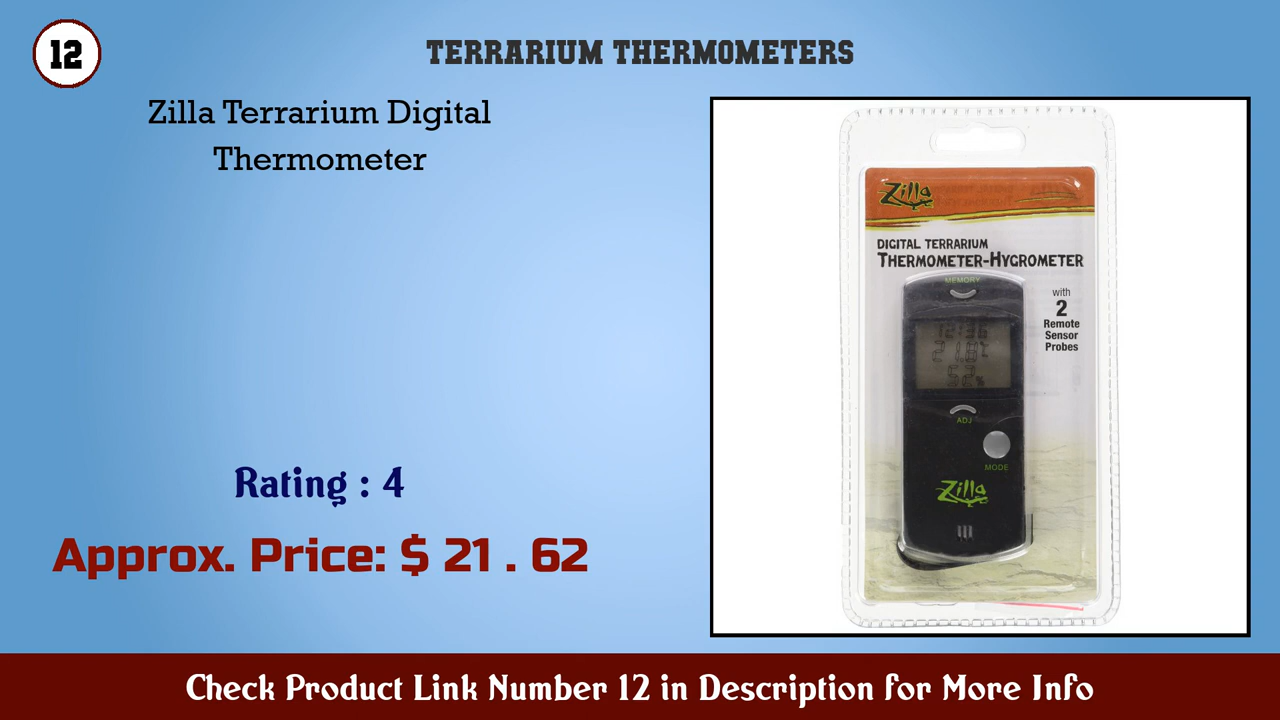 12
TERRARIUM THERMOMETERS
Zilla Terrarium Digital
Thermometer
Rating : 4
Approx. Price: $ 21 . 62
Zilla
DIGITAL TERRARIUM
THERMOMETER-HYGROMETER
with
2
Remote
Sensor
Probes
MEMORY
52%
ADJ
MODE
Zilla
Check Product Link Number 12 in Description for More Info